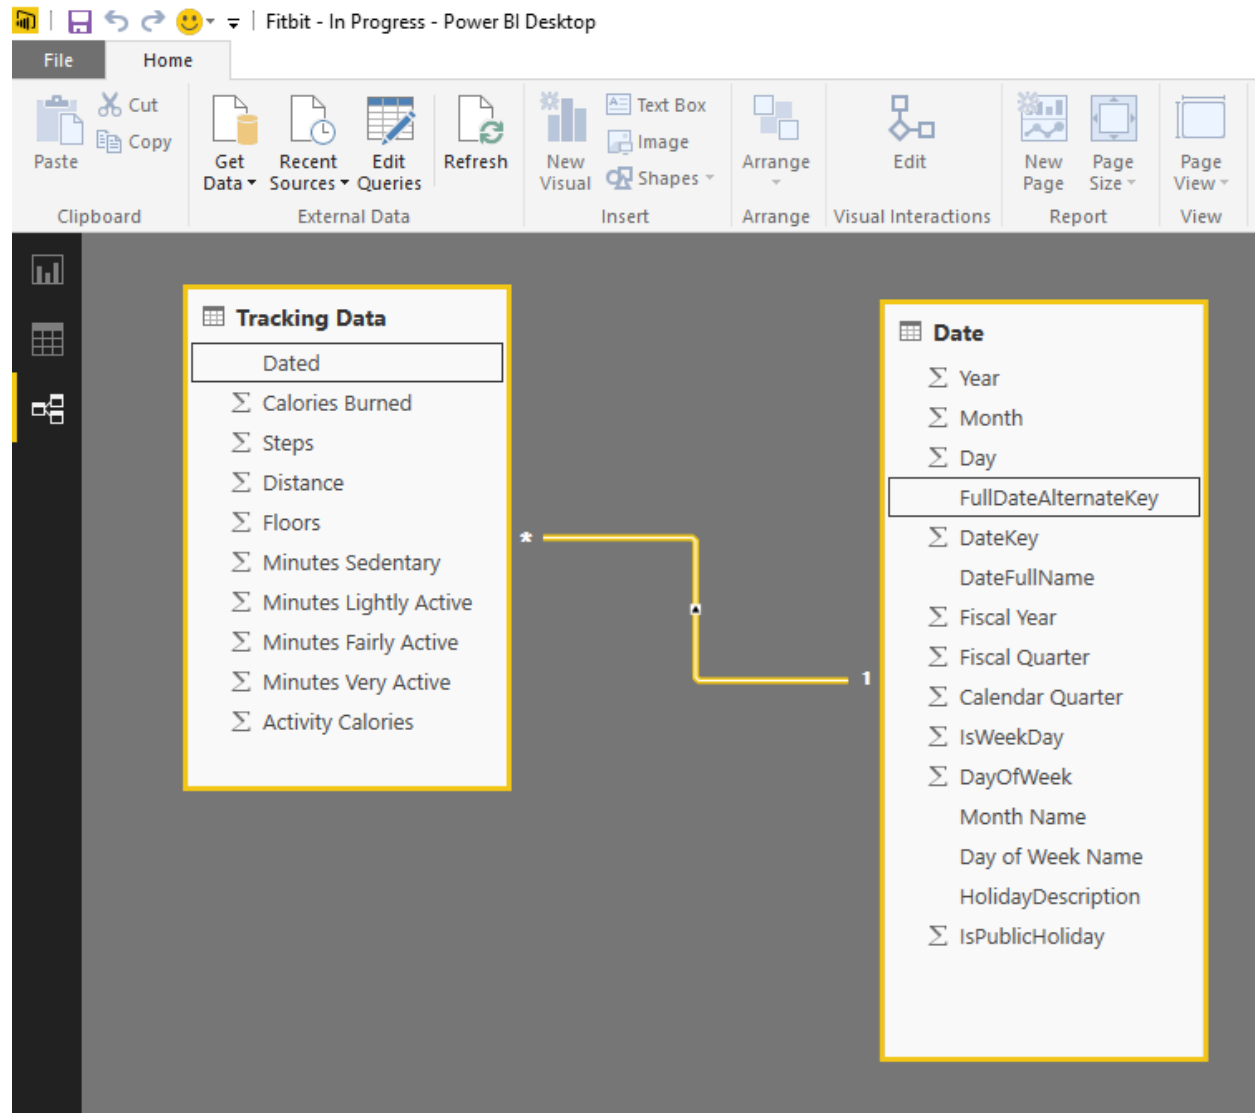 Fitbit - In Progress - Power BI Desktop
File Home
Paste
Cut
Copy
Clipboard
Get Data
Recent Sources
Edit Queries
Refresh
External Data
New Visual
Text Box
Image
Shapes
Insert
Arrange
Arrange
Edit
Visual Interactions
New Page
Page Size
Report
Page View
View
Tracking Data
Dated
Σ Calories Burned
Σ Steps
Σ Distance
Σ Floors
Σ Minutes Sedentary
Σ Minutes Lightly Active
Σ Minutes Fairly Active
Σ Minutes Very Active
Σ Activity Calories
*
1
Date
Σ Year
Σ Month
Σ Day
FullDateAlternateKey
Σ DateKey
DateFullName
Σ Fiscal Year
Σ Fiscal Quarter
Σ Calendar Quarter
Σ IsWeekDay
Σ DayOfWeek
Month Name
Day of Week Name
HolidayDescription
Σ IsPublicHoliday